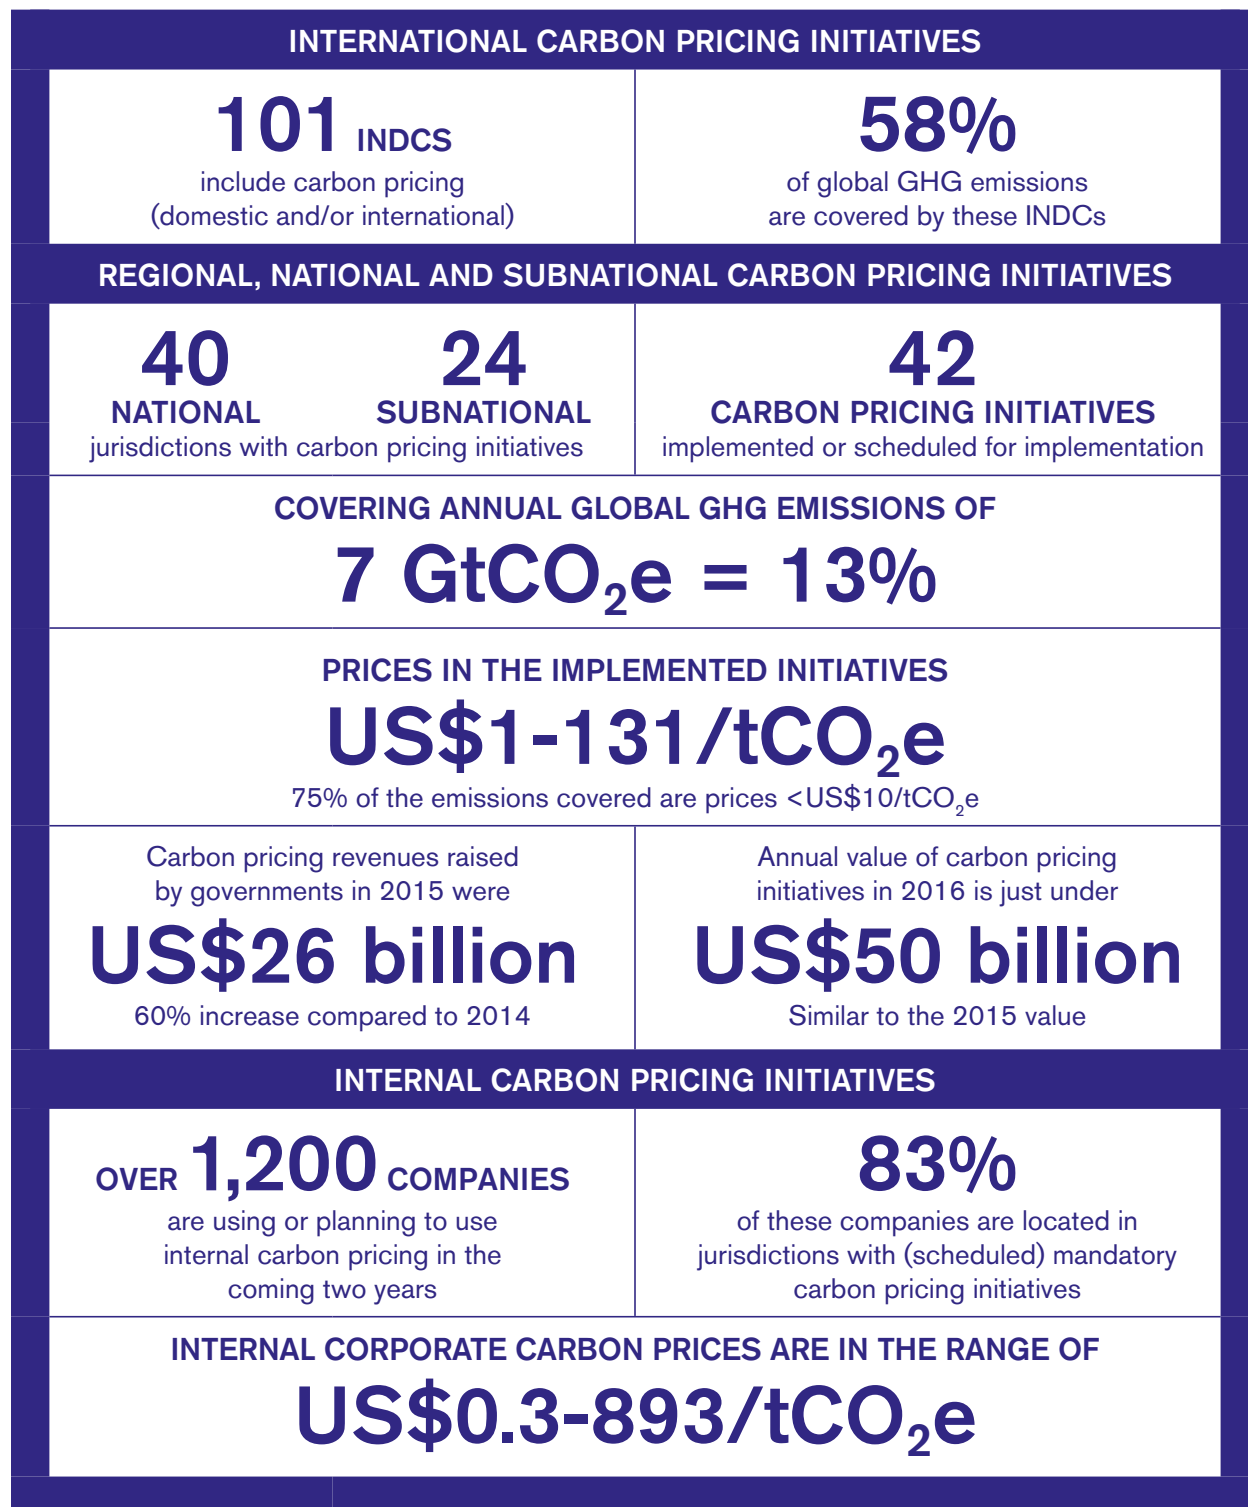 INTERNATIONAL CARBON PRICING INITIATIVES
101 INDCS
include carbon pricing
(domestic and/or international)
58%
of global GHG emissions
are covered by these INDCs
REGIONAL, NATIONAL AND SUBNATIONAL CARBON PRICING INITIATIVES
40 24
NATIONAL SUBNATIONAL
jurisdictions with carbon pricing initiatives
42
CARBON PRICING INITIATIVES
implemented or scheduled for implementation
COVERING ANNUAL GLOBAL GHG EMISSIONS OF
7 GtCO₂e = 13%
PRICES IN THE IMPLEMENTED INITIATIVES
US$1-131/tCO₂e
75% of the emissions covered are prices <US$10/tCO₂e
Carbon pricing revenues raised
by governments in 2015 were
US$26 billion
60% increase compared to 2014
Annual value of carbon pricing
initiatives in 2016 is just under
US$50 billion
Similar to the 2015 value
INTERNAL CARBON PRICING INITIATIVES
OVER 1,200 COMPANIES
are using or planning to use
internal carbon pricing in the
coming two years
83%
of these companies are located in
jurisdictions with (scheduled) mandatory
carbon pricing initiatives
INTERNAL CORPORATE CARBON PRICES ARE IN THE RANGE OF
US$0.3-893/tCO₂e